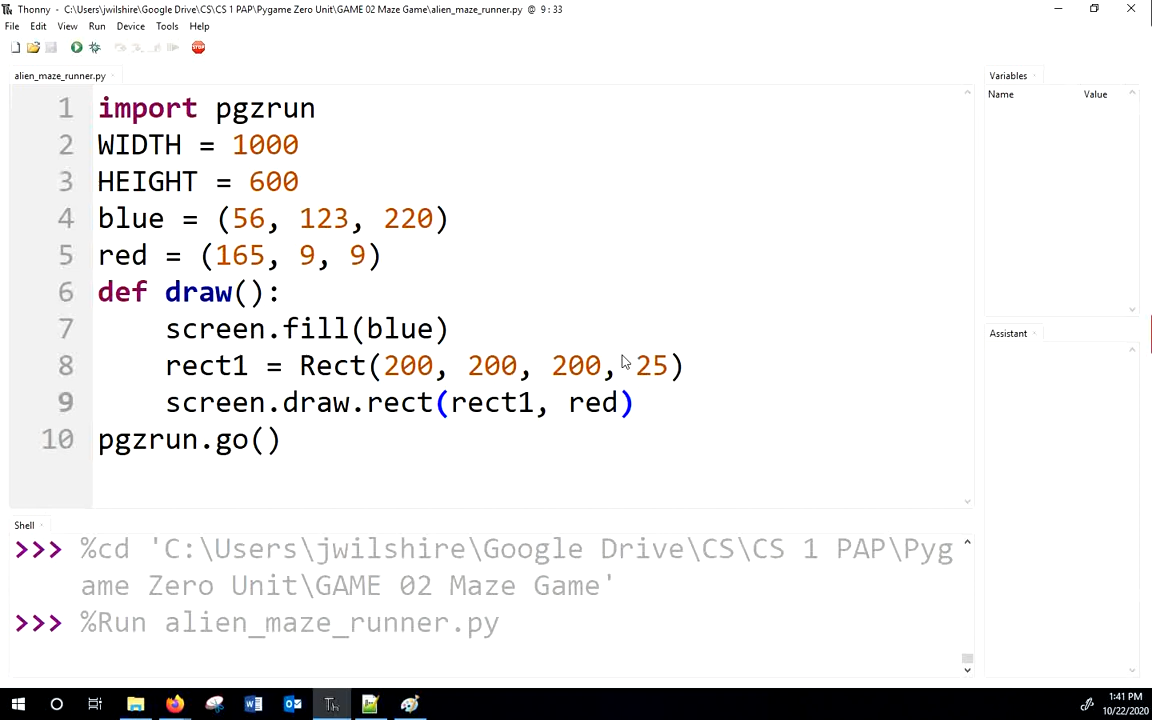 Thonny - C:\Users\jwilshire\Google Drive\CS\CS 1 PAP\Pygame Zero Unit\GAME 02 Maze Game\alien_maze_runner.py @ 9 : 33
File Edit View Run Device Tools Help
STOP
alien_maze_runner.py
1 import pgzrun
2 WIDTH = 1000
3 HEIGHT = 600
4 blue = (56, 123, 220)
5 red = (165, 9, 9)
6 def draw():
7 screen.fill(blue)
8 rect1 = Rect(200, 200, 200, 25)
9 screen.draw.rect(rect1, red)
10 pgzrun.go()
Variables
Name Value
Assistant
Shell
>>> %cd 'C:\Users\jwilshire\Google Drive\CS\CS 1 PAP\Pyg
ame Zero Unit\GAME 02 Maze Game'
>>> %Run alien_maze_runner.py
1:41 PM
10/22/2020